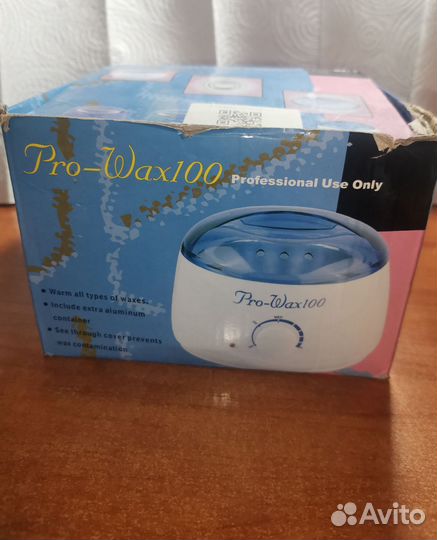 Pro-Wax100 Professional Use Only
Pro-Wax100
• Warm all types of waxes.
• Include extra aluminum
container
• See through cover prevents
wax contamination
Avito